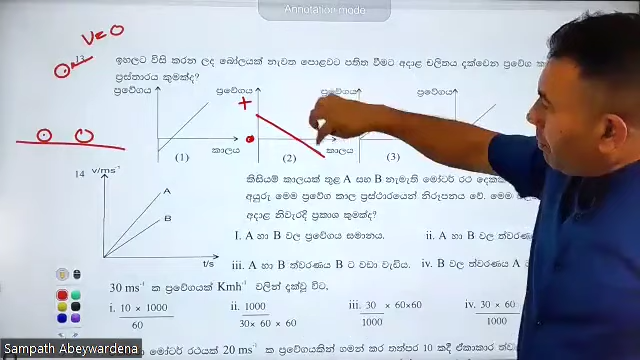 Annotation mode
V= 0
13
ඉහලට විසි කරන ලද බෝලයක් නැවත පොළවට පතිත වීමට අදාළ චලිතය දැක්වෙන ප්‍රවේග ක
ප්‍රස්තාරය කුමක්ද?
ප්‍රවේගය ප්‍රවේගය ප්‍රවේගය ප්‍රවේගය
+
කාලය කාලය
(1) (2) (3)
14 v/ms⁻¹
A
B
t/s
කිසියම් කාලයක් තුළ A සහ B නැමැති මෝටර් රථ දෙකක
අයුරු මෙම ප්‍රවේග කාල ප්‍රස්ථාරයෙන් නිරූපනය වේ. මෙම
අදාළ නිවැරදි ප්‍රකාශ කුමක්ද?
I. A හා B වල ප්‍රවේගය සමානය. ii. A හා B වල ත්වරණ
iii. A හා B ත්වරණය B ට වඩා වැඩිය. iv. B වල ත්වරණය A
30 ms⁻¹ ක ප්‍රවේගයක් Kmh⁻¹ වලින් දක්වූ විට,
i. 10 × 1000 / 60 ii. 1000 / 30× 60 × 60 iii. 30 × 60×60 / 1000 iv. 30 × 60 / 1000
මෝටර් රථයක් 20 ms⁻¹ ක ප්‍රවේගයකින් ගමන් කර තත්පර 10 කදී ඒකාකාර
Sampath Abeywardena